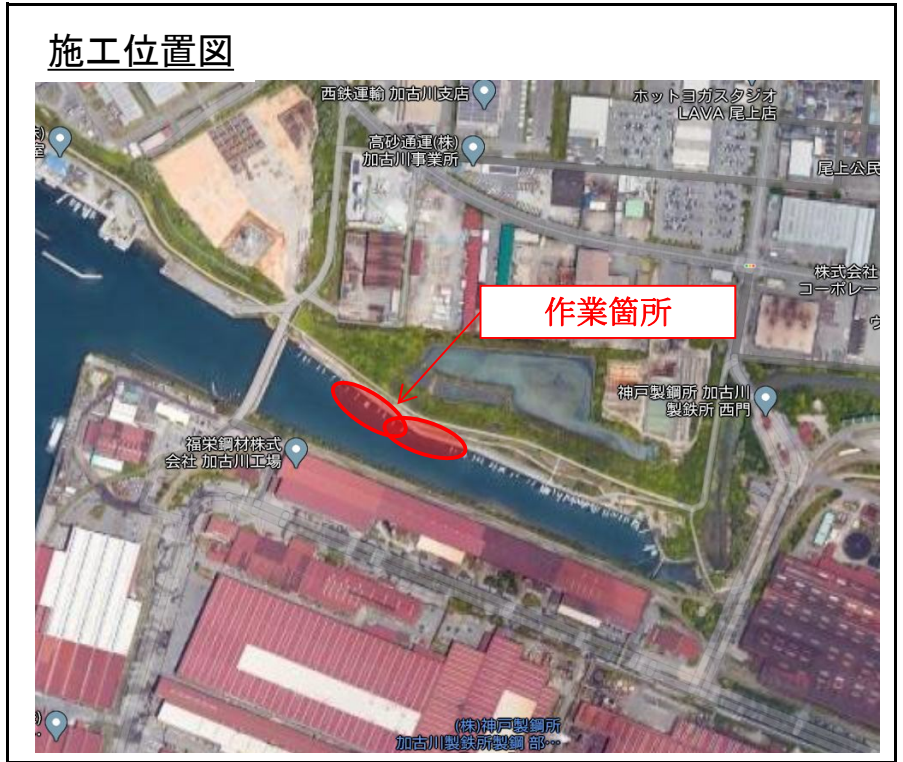 施工位置図
西鉄運輸 加古川支店
ホットヨガスタジオ
LAVA 尾上店
高砂通運(株)
加古川事業所
尾上公民
株式会社
コーポレー
作業箇所
神戸製鋼所 加古川
製鉄所 西門
福栄鋼材株式
会社 加古川工場
(株)神戸製鋼所
加古川製鉄所製鋼 部…